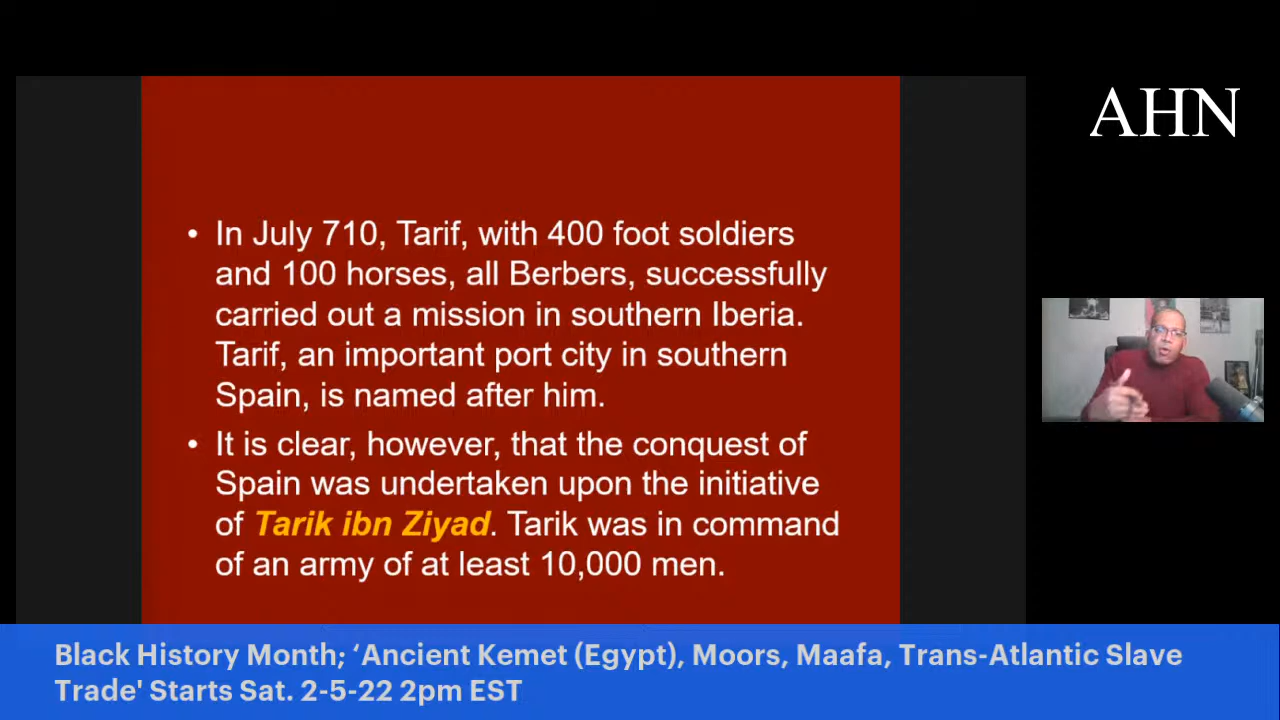 AHN
• In July 710, Tarif, with 400 foot soldiers
and 100 horses, all Berbers, successfully
carried out a mission in southern Iberia.
Tarif, an important port city in southern
Spain, is named after him.
• It is clear, however, that the conquest of
Spain was undertaken upon the initiative
of Tarik ibn Ziyad. Tarik was in command
of an army of at least 10,000 men.
Black History Month; ‘Ancient Kemet (Egypt), Moors, Maafa, Trans-Atlantic Slave
Trade' Starts Sat. 2-5-22 2pm EST